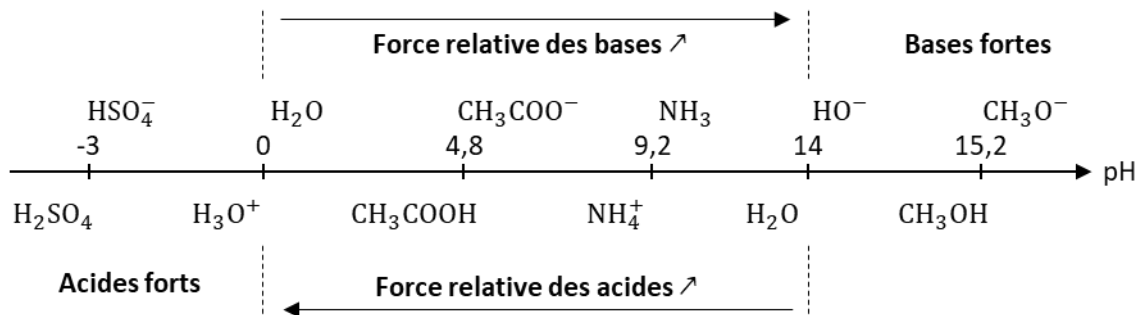 Force relative des bases ↗ Bases fortes
HSO₄⁻ H₂O CH₃COO⁻ NH₃ HO⁻ CH₃O⁻
-3 0 4,8 9,2 14 15,2
pH
H₂SO₄ H₃O⁺ CH₃COOH NH₄⁺ H₂O CH₃OH
Acides forts Force relative des acides ↗